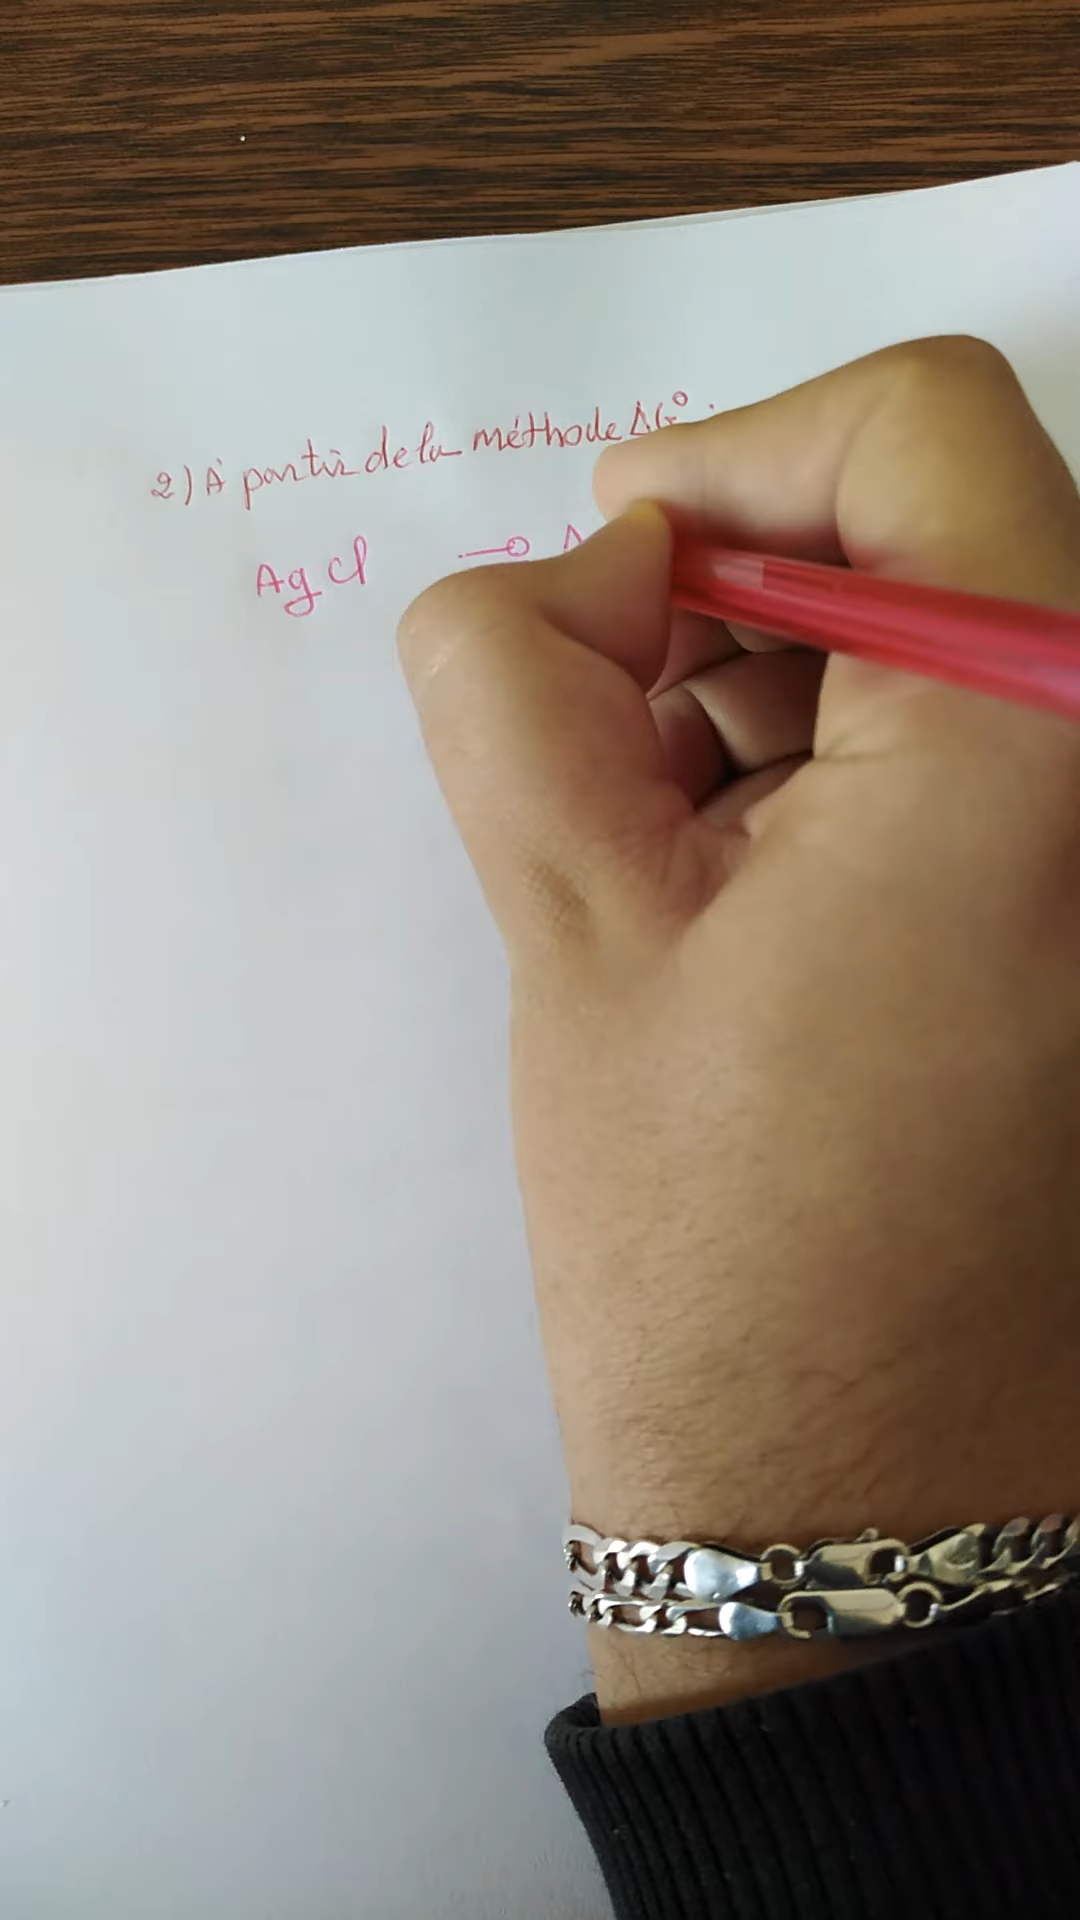 2) A partir de la méthode ΔG° :
AgCl → A